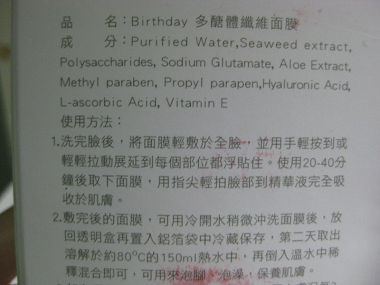 品　名：Birthday 多醣體纖維面膜
成　分：Purified Water,Seaweed extract,
Polysaccharides, Sodium Glutamate, Aloe Extract,
Methyl paraben, Propyl parapen,Hyaluronic Acid,
L-ascorbic Acid, Vitamin E
使用方法：
1.洗完臉後，將面膜輕敷於全臉，並用手輕按到或
輕輕拉動展延到每個部位都浮貼住。使用20-40分
鐘後取下面膜，用指尖輕拍臉部到精華液完全吸
收於肌膚。
2.敷完後的面膜，可用冷開水稍微沖洗面膜後，放
回透明盒再置入鋁箔袋中冷藏保存，第二天取出
溶解於約80°C的150ml熱水中，再倒入溫水中稀
釋混合即可，可用來泡腳、泡澡，保養肌膚。